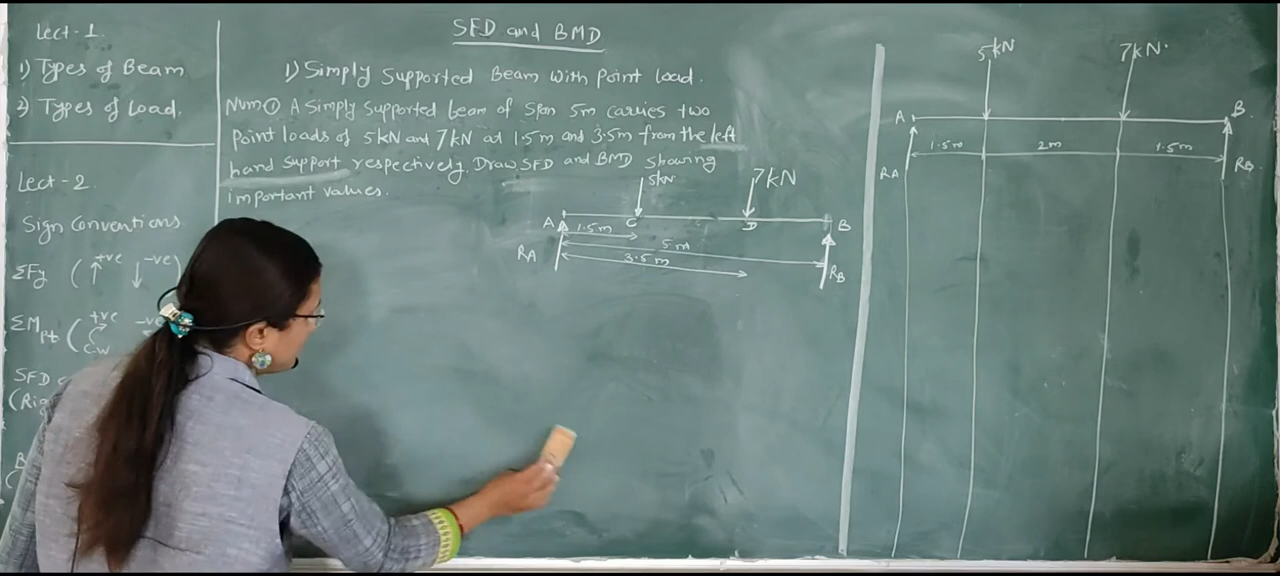 Lect-1.
1) Types of Beam
2) Types of Load.
Lect-2.
Sign Conventions
ΣFy ( ↑ +ve ↓ -ve )
ΣMpt ( +ve -ve
C.W
SFD
SFD and BMD
1) Simply Supported Beam with Point Load.
Num ① A Simply Supported beam of Span 5m carries two
Point loads of 5kN and 7kN at 1.5m and 3.5m from the left
hand support respectively. Draw SFD and BMD showing
important values.
5kN 7kN
A C D B
1.5m
5m
3.5m
RA RB
5kN 7kN
A B
1.5m 2m 1.5m
RA RB